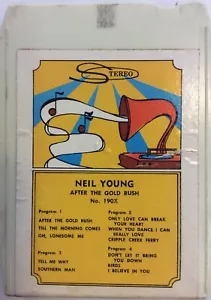 STEREO
NEIL YOUNG
AFTER THE GOLD RUSH
No. 190X
Program: 1
AFTER THE GOLD RUSH
TILL THE MORNING COMES
OH, LONESOME ME
Program: 2
ONLY LOVE CAN BREAK
YOUR HEART
WHEN YOU DANCE I CAN
REALLY LOVE
CRIPPLE CREEK FERRY
Program: 3
TELL ME WHY
SOUTHERN MAN
Program: 4
DON'T LET IT BRING
YOU DOWN
BIRDS
I BELIEVE IN YOU